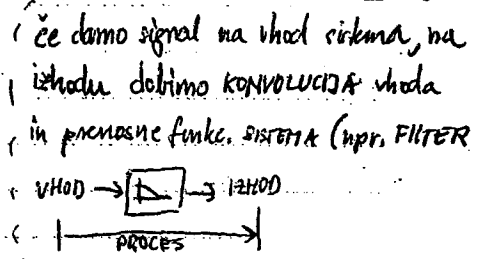 če damo signal na vhod sistema, na
izhodu dobimo KONVOLUCIJA vhoda
in prenosne funkc. SISTEMA (npr. FILTER
VHOD → → IZHOD
PROCES